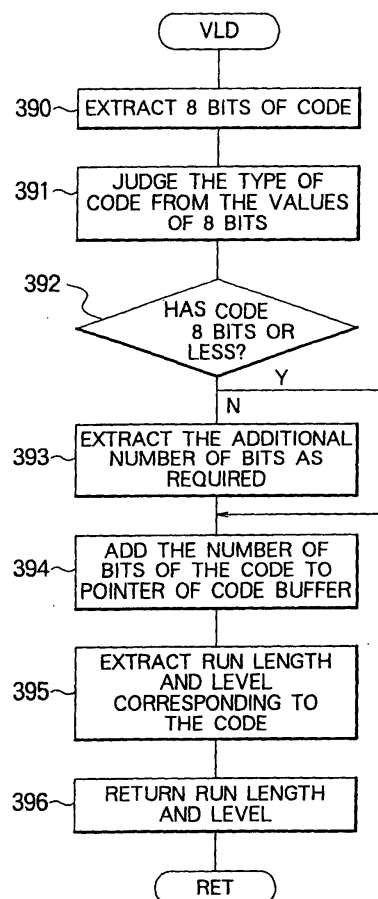 VLD
390
EXTRACT 8 BITS OF CODE
391
JUDGE THE TYPE OF
CODE FROM THE VALUES
OF 8 BITS
392
HAS CODE
8 BITS OR
LESS?
Y
N
393
EXTRACT THE ADDITIONAL
NUMBER OF BITS AS
REQUIRED
394
ADD THE NUMBER OF
BITS OF THE CODE TO
POINTER OF CODE BUFFER
395
EXTRACT RUN LENGTH
AND LEVEL
CORRESPONDING TO
THE CODE
396
RETURN RUN LENGTH
AND LEVEL
RET